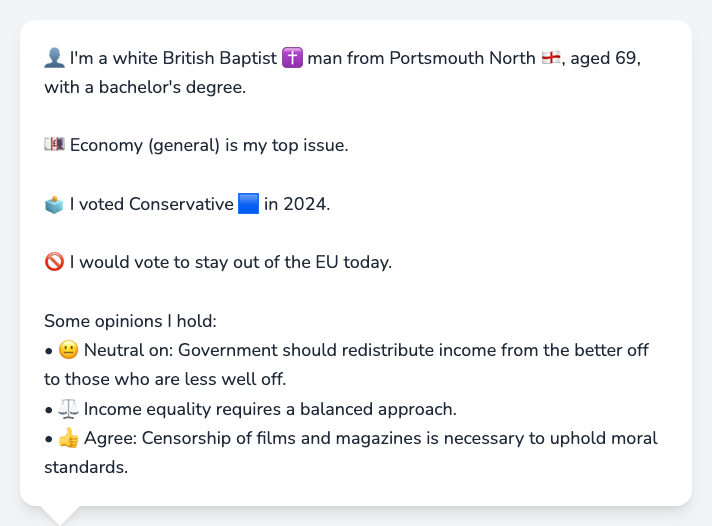 👤 I'm a white British Baptist ✝️ man from Portsmouth North 🏴󠁧󠁢󠁥󠁮󠁧󠁿, aged 69,
with a bachelor's degree.
💷 Economy (general) is my top issue.
🗳️ I voted Conservative 🟦 in 2024.
🚫 I would vote to stay out of the EU today.
Some opinions I hold:
• 😐 Neutral on: Government should redistribute income from the better off
to those who are less well off.
• ⚖️ Income equality requires a balanced approach.
• 👍 Agree: Censorship of films and magazines is necessary to uphold moral
standards.